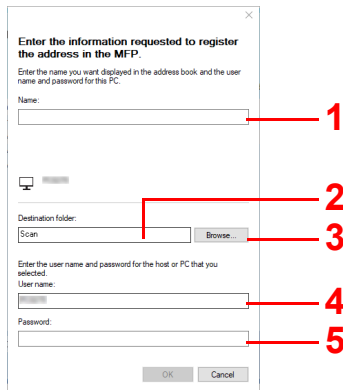 Enter the information requested to register
the address in the MFP.
Enter the name you want displayed in the address book and the user
name and password for this PC.
Name:
1
2
Destination folder:
Scan
Browse...
3
Enter the user name and password for the host or PC that you
selected.
User name:
4
Password:
5
OK
Cancel